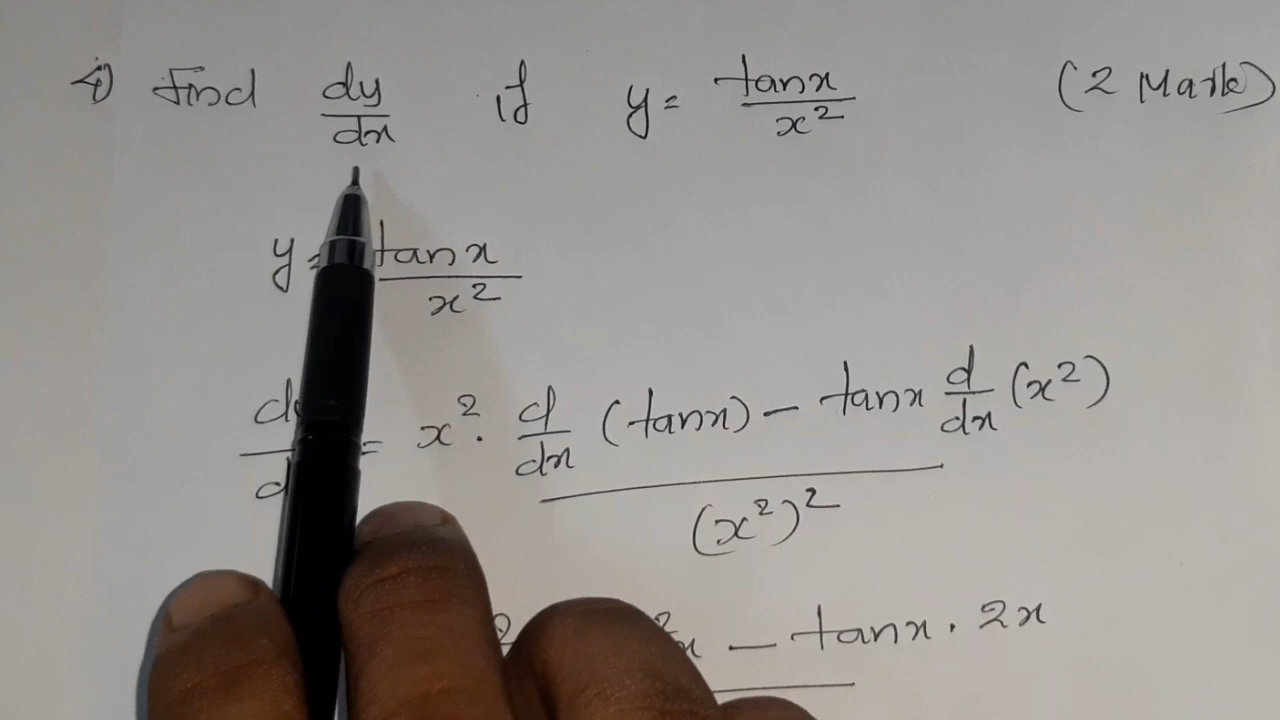 4) Find dy/dx if y = tanx/x² (2 Mark)
y = tanx/x²
= x². d/dx (tanx) - tanx d/dx (x²)
(x²)²
- tanx . 2x